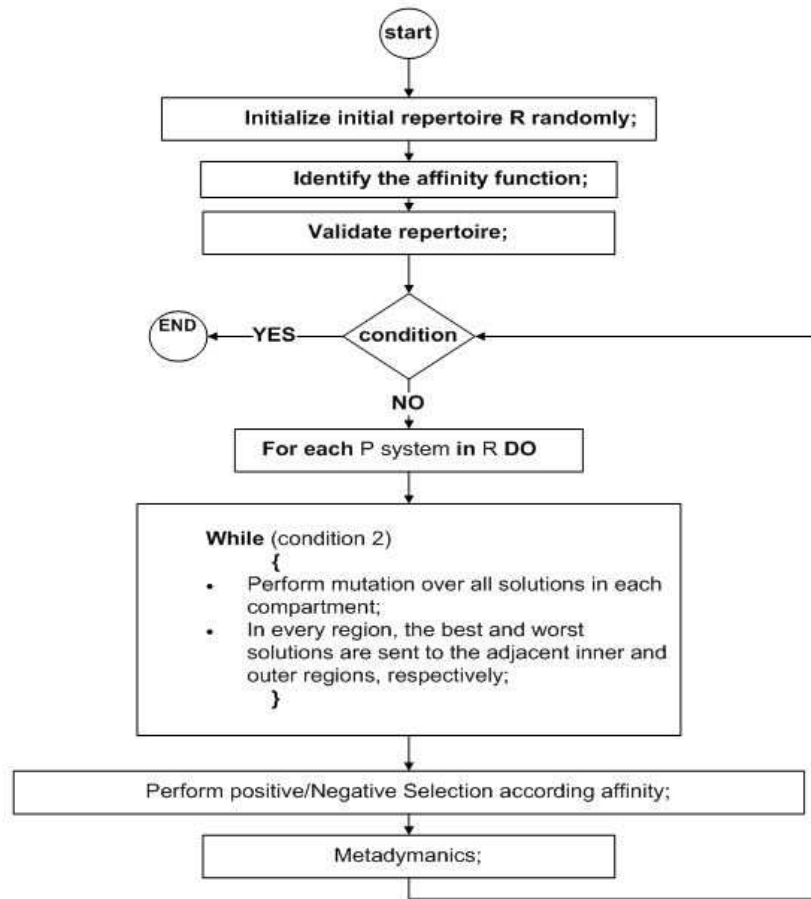 start
Initialize initial repertoire R randomly;
Identify the affinity function;
Validate repertoire;
END
YES
condition
NO
For each P system in R DO
While (condition 2)
{
• Perform mutation over all solutions in each
compartment;
• In every region, the best and worst
solutions are sent to the adjacent inner and
outer regions, respectively;
}
Perform positive/Negative Selection according affinity;
Metadymanics;